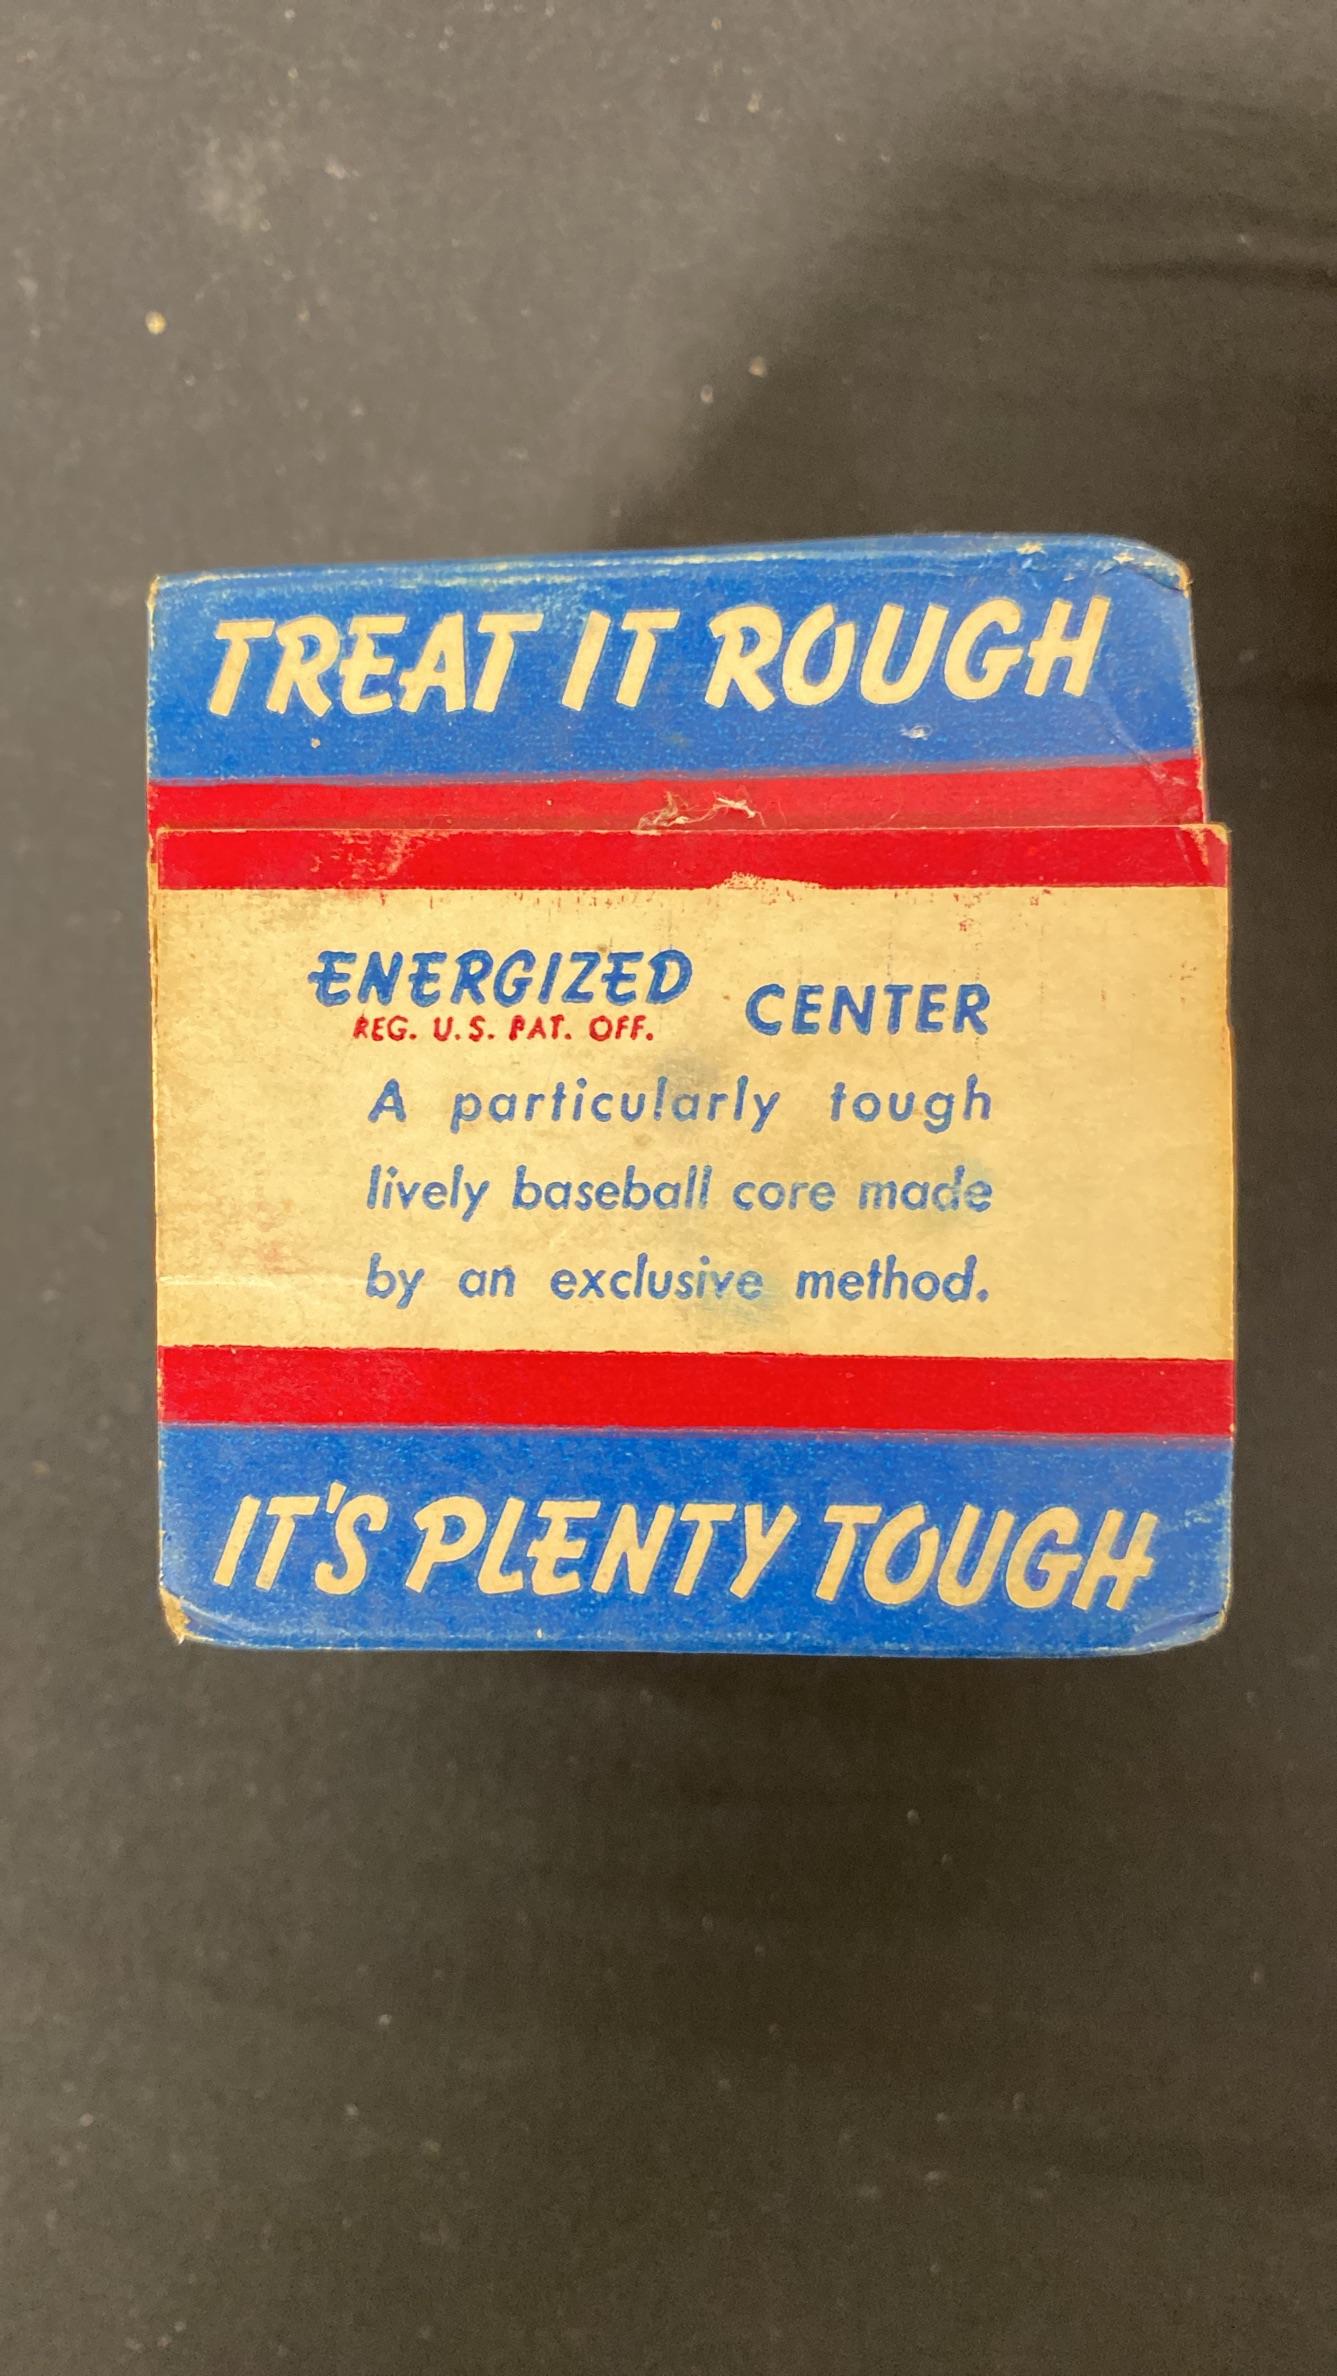 TREAT IT ROUGH
ENERGIZED CENTER
REG. U.S. PAT. OFF.
A particularly tough
lively baseball core made
by an exclusive method.
IT'S PLENTY TOUGH